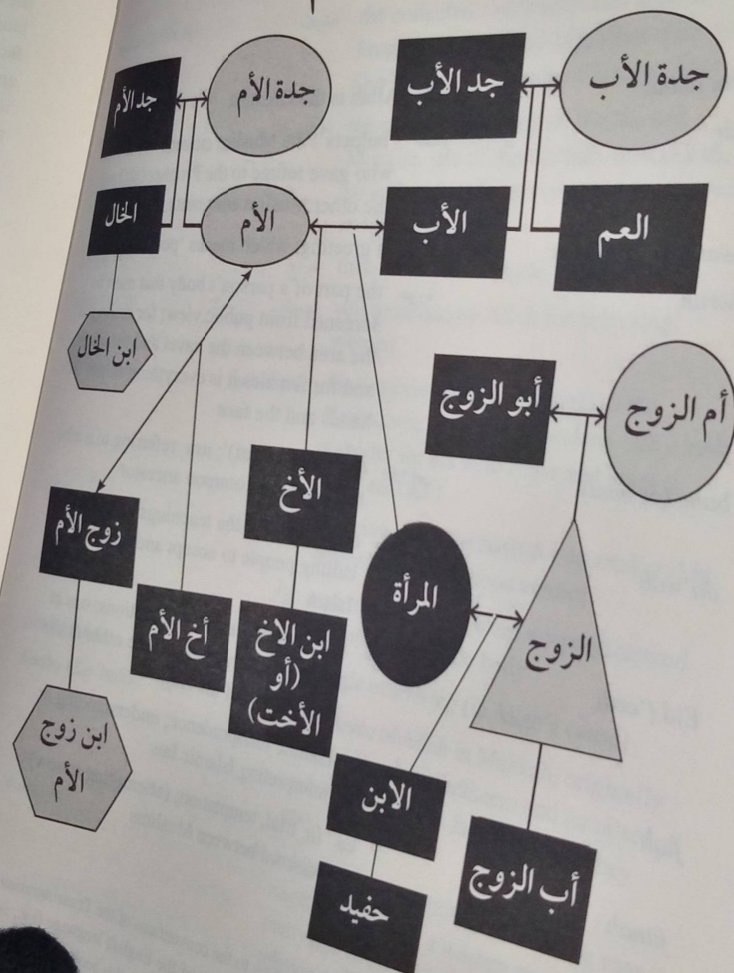 جدة الأب
جد الأب
جدة الأم
جد الأم
العم
الأب
الأم
الخال
ابن الخال
أم الزوج
أبو الزوج
الأخ
زوج الأم
المرأة
الزوج
أخ الأم
ابن الاخ
(أو
الأخت)
ابن زوج
الأم
الابن
أب الزوج
حفيد